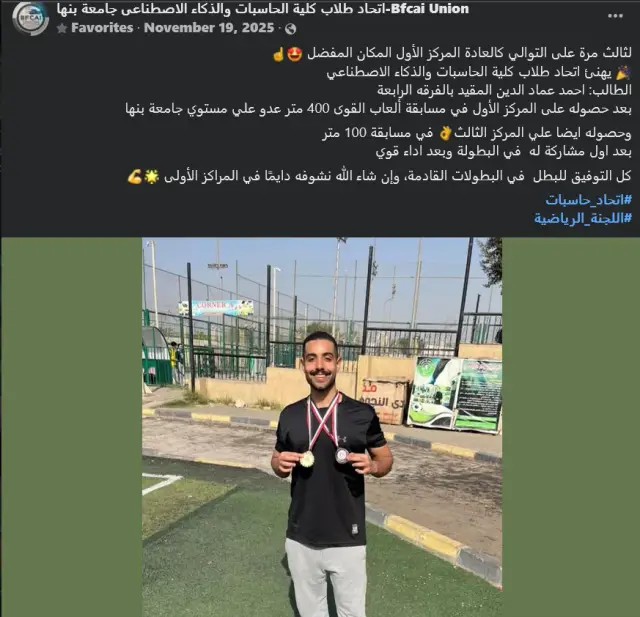 اتحاد طلاب كلية الحاسبات والذكاء الاصطناعى جامعة بنها-Bfcai Union
Favorites · November 19, 2025 ·
لثالث مرة على التوالي كالعادة المركز الأول المكان المفضل 🤩☝️
🎉 يهنئ اتحاد طلاب كلية الحاسبات والذكاء الاصطناعي
الطالب: احمد عماد الدين المقيد بالفرقه الرابعة
بعد حصوله على المركز الأول في مسابقة ألعاب القوى 400 متر عدو علي مستوي جامعة بنها
وحصوله ايضا علي المركز الثالث👌 في مسابقة 100 متر
بعد اول مشاركة له في البطولة وبعد اداء قوي
كل التوفيق للبطل في البطولات القادمة، وإن شاء الله نشوفه دايمًا في المراكز الأولى 🌟💪
#اتحاد_حاسبات
#اللجنة_الرياضية
BFCAI
CORNER